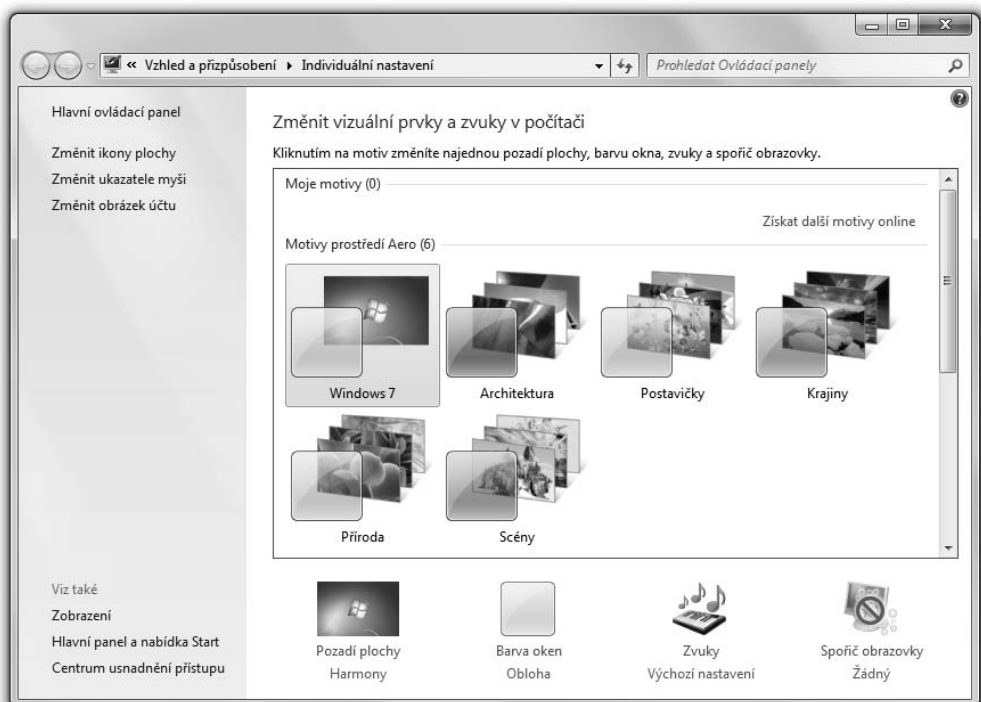 « Vzhled a přizpůsobení ▸ Individuální nastavení
Prohledat Ovládací panely
Hlavní ovládací panel
Změnit ikony plochy
Změnit ukazatele myši
Změnit obrázek účtu
Viz také
Zobrazení
Hlavní panel a nabídka Start
Centrum usnadnění přístupu
Změnit vizuální prvky a zvuky v počítači
Kliknutím na motiv změníte najednou pozadí plochy, barvu okna, zvuky a spořič obrazovky.
Moje motivy (0)
Získat další motivy online
Motivy prostředí Aero (6)
Windows 7
Architektura
Postavičky
Krajiny
Příroda
Scény
Pozadí plochy
Harmony
Barva oken
Obloha
Zvuky
Výchozí nastavení
Spořič obrazovky
Žádný